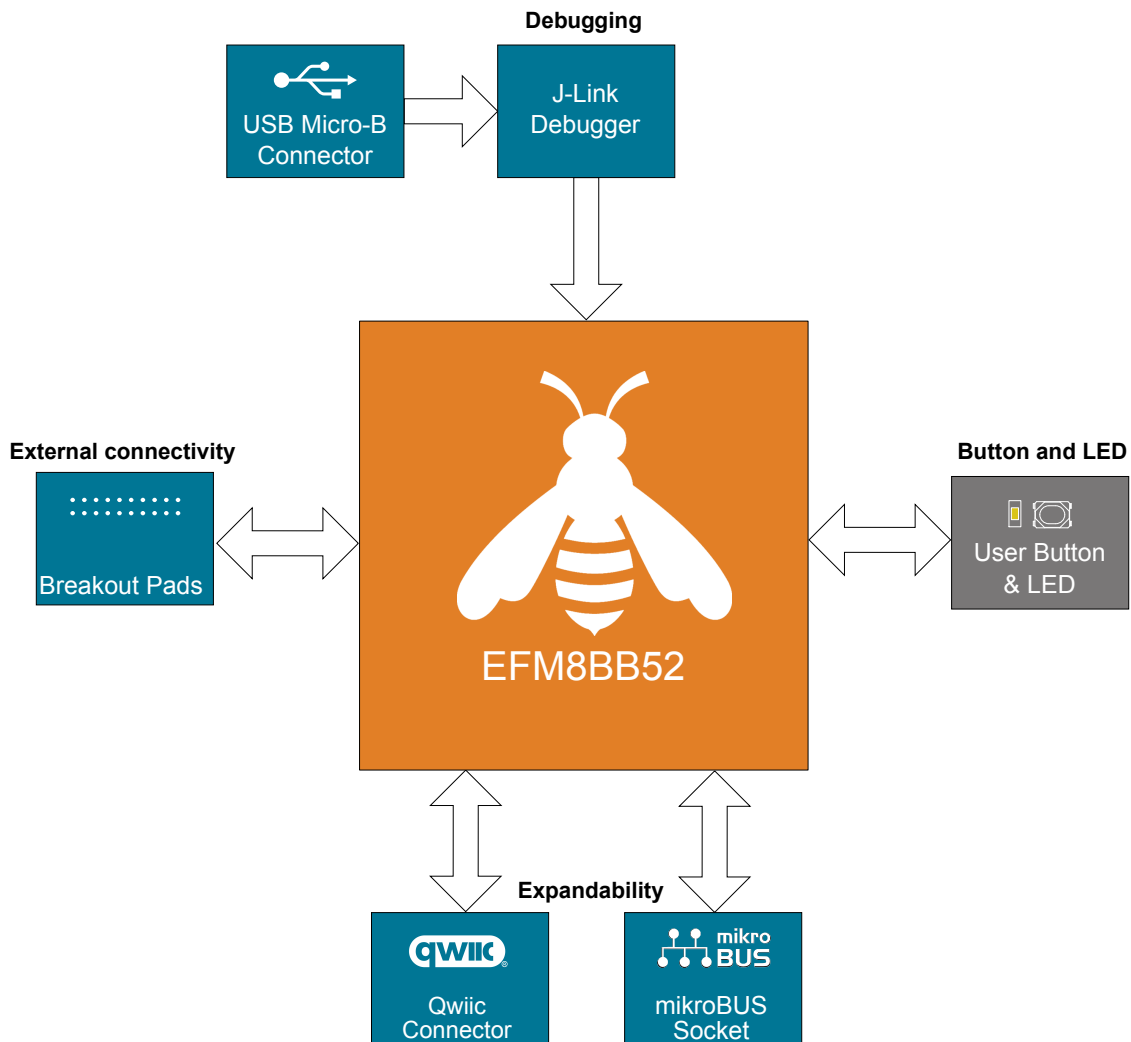 Debugging
USB Micro-B
Connector
J-Link
Debugger
External connectivity
Breakout Pads
Button and LED
User Button
& LED
EFM8BB52
Expandability
qwiic
Qwiic
Connector
mikro
BUS
mikroBUS
Socket